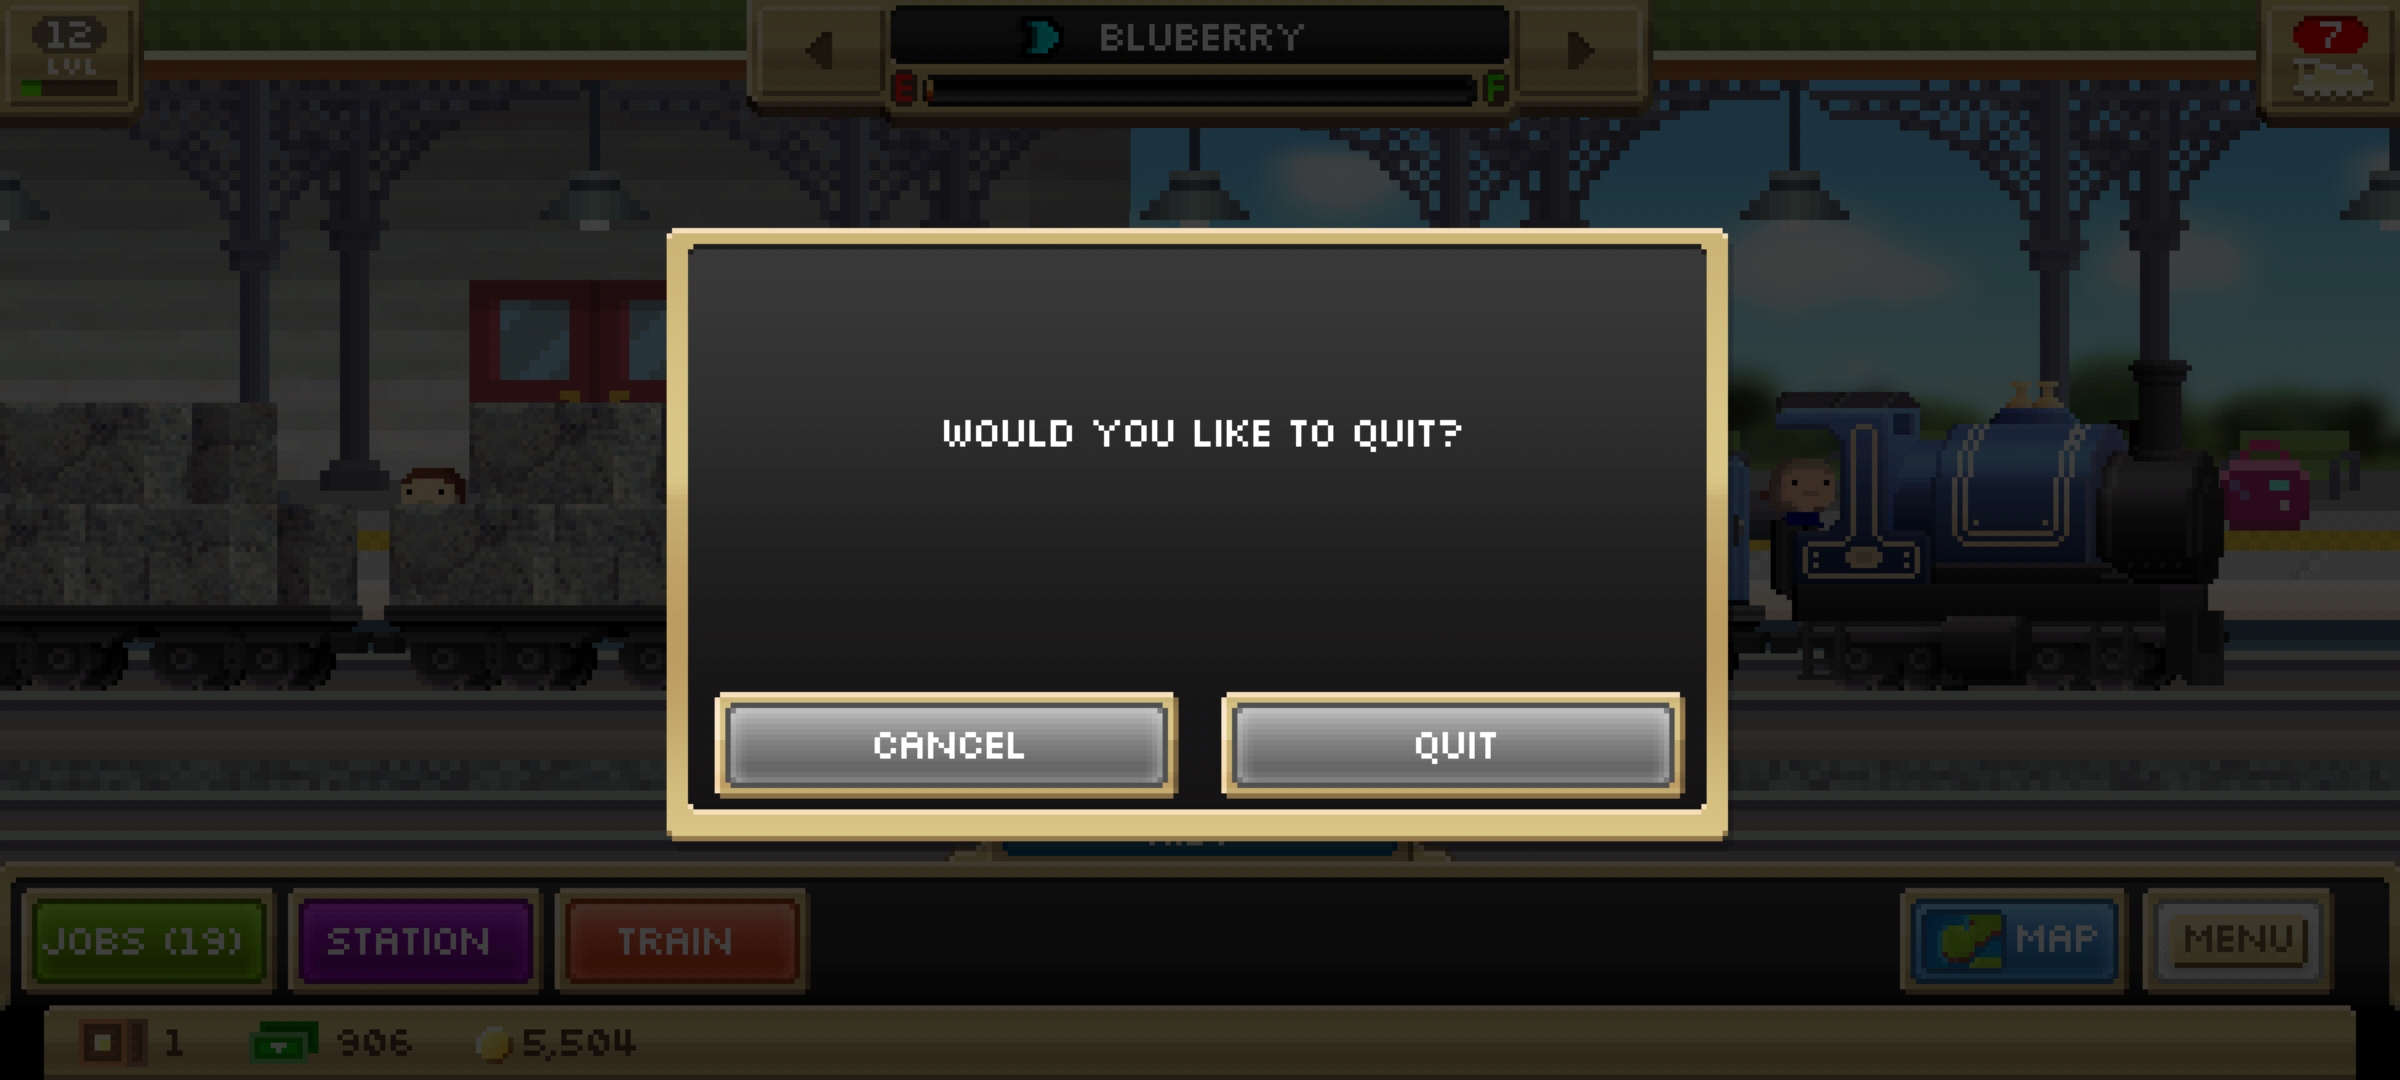 12
LVL
BLUBERRY
E
F
7
WOULD YOU LIKE TO QUIT?
CANCEL
QUIT
JOBS (19)
STATION
TRAIN
MAP
MENU
1
906
5,504